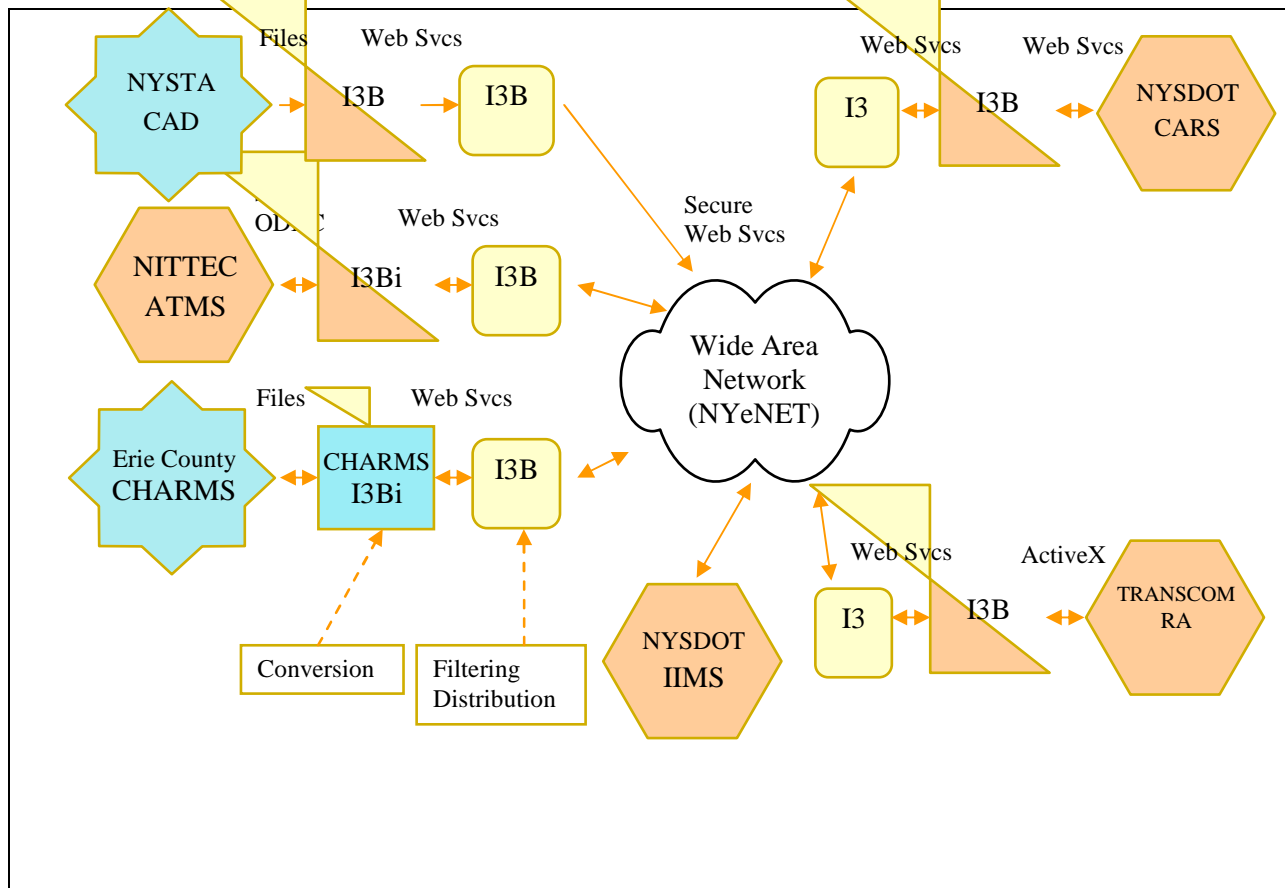 Files
Web Svcs
NYSTA
CAD
I3B
I3B
Web Svcs
Web Svcs
I3
I3B
NYSDOT
CARS
Web Svcs
Secure
Web Svcs
NITTEC
ATMS
I3Bi
I3B
Wide Area
Network
(NYeNET)
Files
Web Svcs
Erie County
CHARMS
CHARMS
I3Bi
I3B
Web Svcs
ActiveX
I3
I3B
TRANSCOM
RA
NYSDOT
IIMS
Conversion
Filtering
Distribution